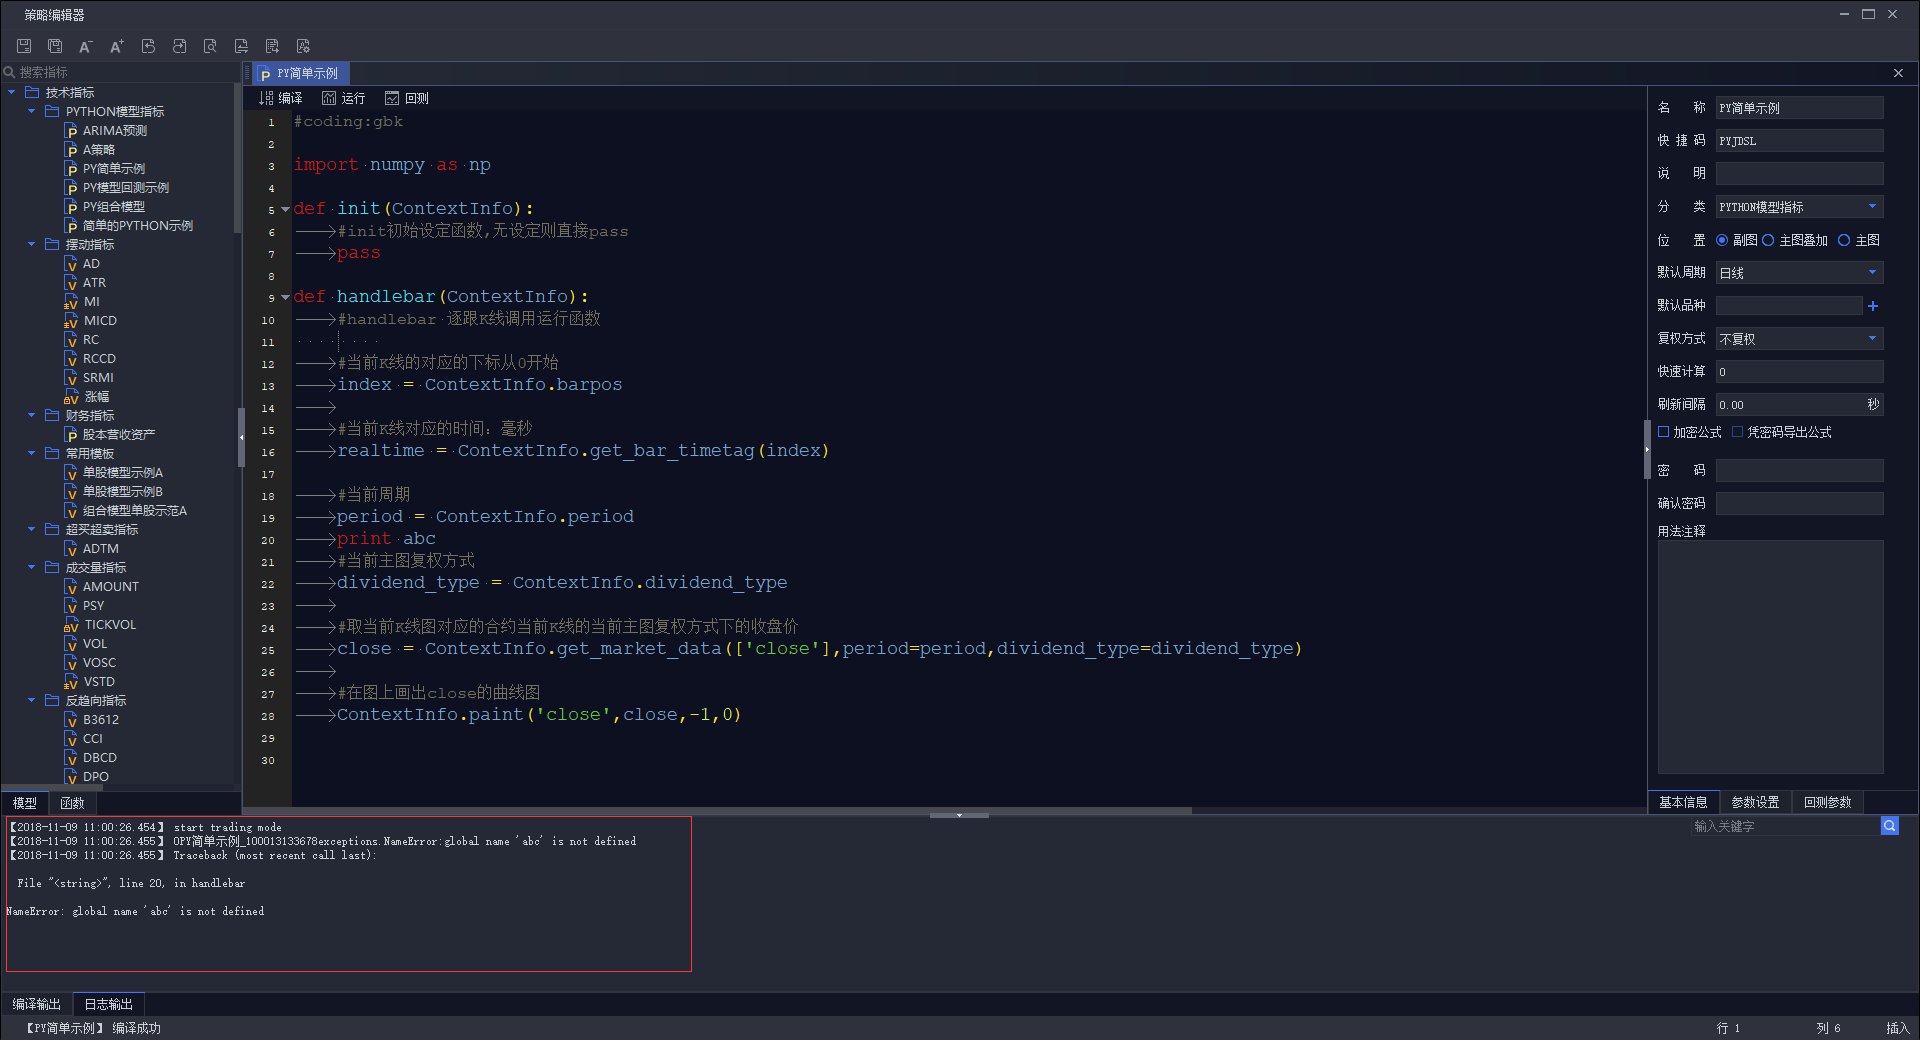 策略编辑器
搜索指标
技术指标
PYTHON模型指标
ARIMA预测
A策略
PY简单示例
PY模型回测示例
PY组合模型
简单的PYTHON示例
摆动指标
AD
ATR
MI
MICD
RC
RCCD
SRMI
涨幅
财务指标
股本营收资产
常用模板
单股模型示例A
单股模型示例B
组合模型单股示范A
超买超卖指标
ADTM
成交量指标
AMOUNT
PSY
TICKVOL
VOL
VOSC
VSTD
反趋向指标
B3612
CCI
DBCD
DPO
模型 函数
PY简单示例
编译 运行 回测
1 #coding:gbk
2
3 import numpy as np
4
5 def init(ContextInfo):
6 #init初始设定函数,无设定则直接pass
7 pass
8
9 def handlebar(ContextInfo):
10 #handlebar 逐跟K线调用运行函数
11
12 #当前K线的对应的下标从0开始
13 index = ContextInfo.barpos
14
15 #当前K线对应的时间：毫秒
16 realtime = ContextInfo.get_bar_timetag(index)
17
18 #当前周期
19 period = ContextInfo.period
20 print abc
21 #当前主图复权方式
22 dividend_type = ContextInfo.dividend_type
23
24 #取当前K线图对应的合约当前K线的当前主图复权方式下的收盘价
25 close = ContextInfo.get_market_data(['close'],period=period,dividend_type=dividend_type)
26
27 #在图上画出close的曲线图
28 ContextInfo.paint('close',close,-1,0)
29
30
名 称 PY简单示例
快 捷 码 PYJDSL
说 明
分 类 PYTHON模型指标
位 置 副图 主图叠加 主图
默认周期 日线
默认品种 +
复权方式 不复权
快速计算 0
刷新间隔 0.00 秒
加密公式 凭密码导出公式
密 码
确认密码
用法注释
基本信息 参数设置 回测参数
输入关键字
【2018-11-09 11:00:26.454】 start trading mode
【2018-11-09 11:00:26.455】 0PY简单示例_100013133678exceptions.NameError:global name 'abc' is not defined
【2018-11-09 11:00:26.455】 Traceback (most recent call last):
File "<string>", line 20, in handlebar
NameError: global name 'abc' is not defined
编译输出 日志输出
【PY简单示例】 编译成功
行 1 列 6 插入